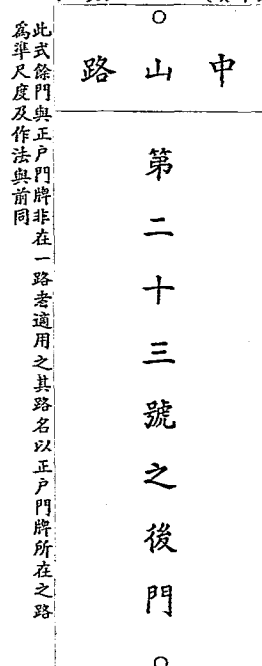 中山路
第二十三號之後門
此式餘門與正戶門牌非在一路者適用之其路名以正戶門牌所在之路
為準尺度及作法與前同